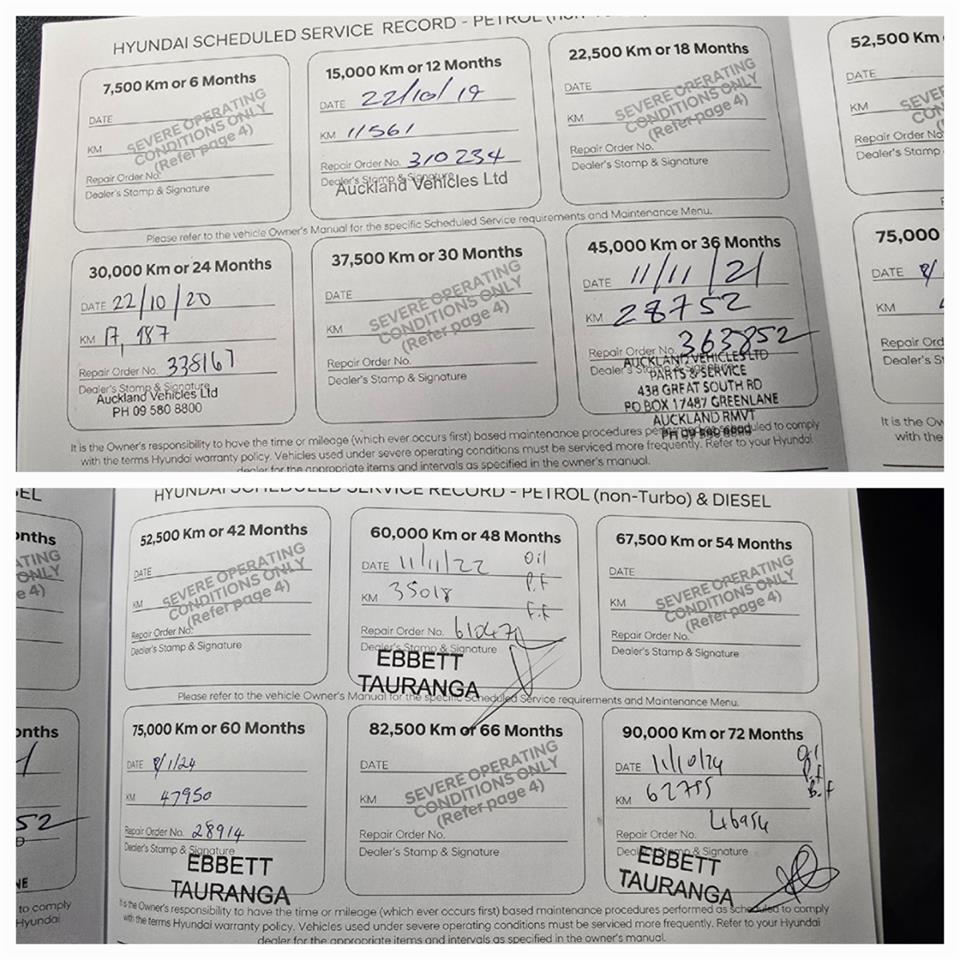 HYUNDAI SCHEDULED SERVICE RECORD - PETROL
7,500 Km or 6 Months
DATE
KM
SEVERE OPERATING
CONDITIONS ONLY
(Refer page 4)
Repair Order No.
Dealer's Stamp & Signature
15,000 Km or 12 Months
DATE 22/10/19
KM 11561
Repair Order No. 310234
Dealer's Stamp & Signature
Auckland Vehicles Ltd
22,500 Km or 18 Months
DATE
KM
SEVERE OPERATING
CONDITIONS ONLY
(Refer page 4)
Repair Order No.
Dealer's Stamp & Signature
52,500 Km
DATE
KM
Repair Order No
Dealer's Stamp
Please refer to the vehicle Owner's Manual for the specific Scheduled Service requirements and Maintenance Menu.
30,000 Km or 24 Months
DATE 22/10/20
KM 17,187
Repair Order No. 338167
Dealer's Stamp & Signature
Auckland Vehicles Ltd
PH 09 580 8800
37,500 Km or 30 Months
DATE
KM
SEVERE OPERATING
CONDITIONS ONLY
(Refer page 4)
Repair Order No.
Dealer's Stamp & Signature
45,000 Km or 36 Months
DATE 11/11/21
KM 28752
Repair Order No. 363852
AUCKLAND VEHICLES LTD
PARTS & SERVICE
438 GREAT SOUTH RD
PO BOX 17487 GREENLANE
AUCKLAND RMVT
75,000
DATE
KM
It is the Owner's responsibility to have the time or mileage (which ever occurs first) based maintenance procedures performed as scheduled to comply
with the terms Hyundai warranty policy. Vehicles used under severe operating conditions must be serviced more frequently. Refer to your Hyundai
dealer for the appropriate items and intervals as specified in the owner's manual.
HYUNDAI SCHEDULED SERVICE RECORD - PETROL (non-Turbo) & DIESEL
52,500 Km or 42 Months
DATE
KM
SEVERE OPERATING
CONDITIONS ONLY
(Refer page 4)
Repair Order No.
Dealer's Stamp & Signature
60,000 Km or 48 Months
DATE 11/11/22 Oil
P.F
KM 35018 F.F
Repair Order No.
Dealer's Stamp & Signature
EBBETT
TAURANGA
67,500 Km or 54 Months
DATE
KM
SEVERE OPERATING
CONDITIONS ONLY
(Refer page 4)
Repair Order No.
Dealer's Stamp & Signature
Please refer to the vehicle Owner's Manual for the specific Scheduled Service requirements and Maintenance Menu.
75,000 Km or 60 Months
DATE 8/1/24
KM 47950
Repair Order No. 28914
Dealer's Stamp & Signature
EBBETT
TAURANGA
82,500 Km or 66 Months
DATE
KM
SEVERE OPERATING
CONDITIONS ONLY
(Refer page 4)
Repair Order No.
Dealer's Stamp & Signature
90,000 Km or 72 Months
DATE 11/10/24
KM
Repair Order No. 46954
Dealer's Stamp & Signature
EBBETT
TAURANGA
It is the Owner's responsibility to have the time or mileage (which ever occurs first) based maintenance procedures performed as scheduled to comply
with the terms Hyundai warranty policy. Vehicles used under severe operating conditions must be serviced more frequently. Refer to your Hyundai
dealer for the appropriate items and intervals as specified in the owner's manual.